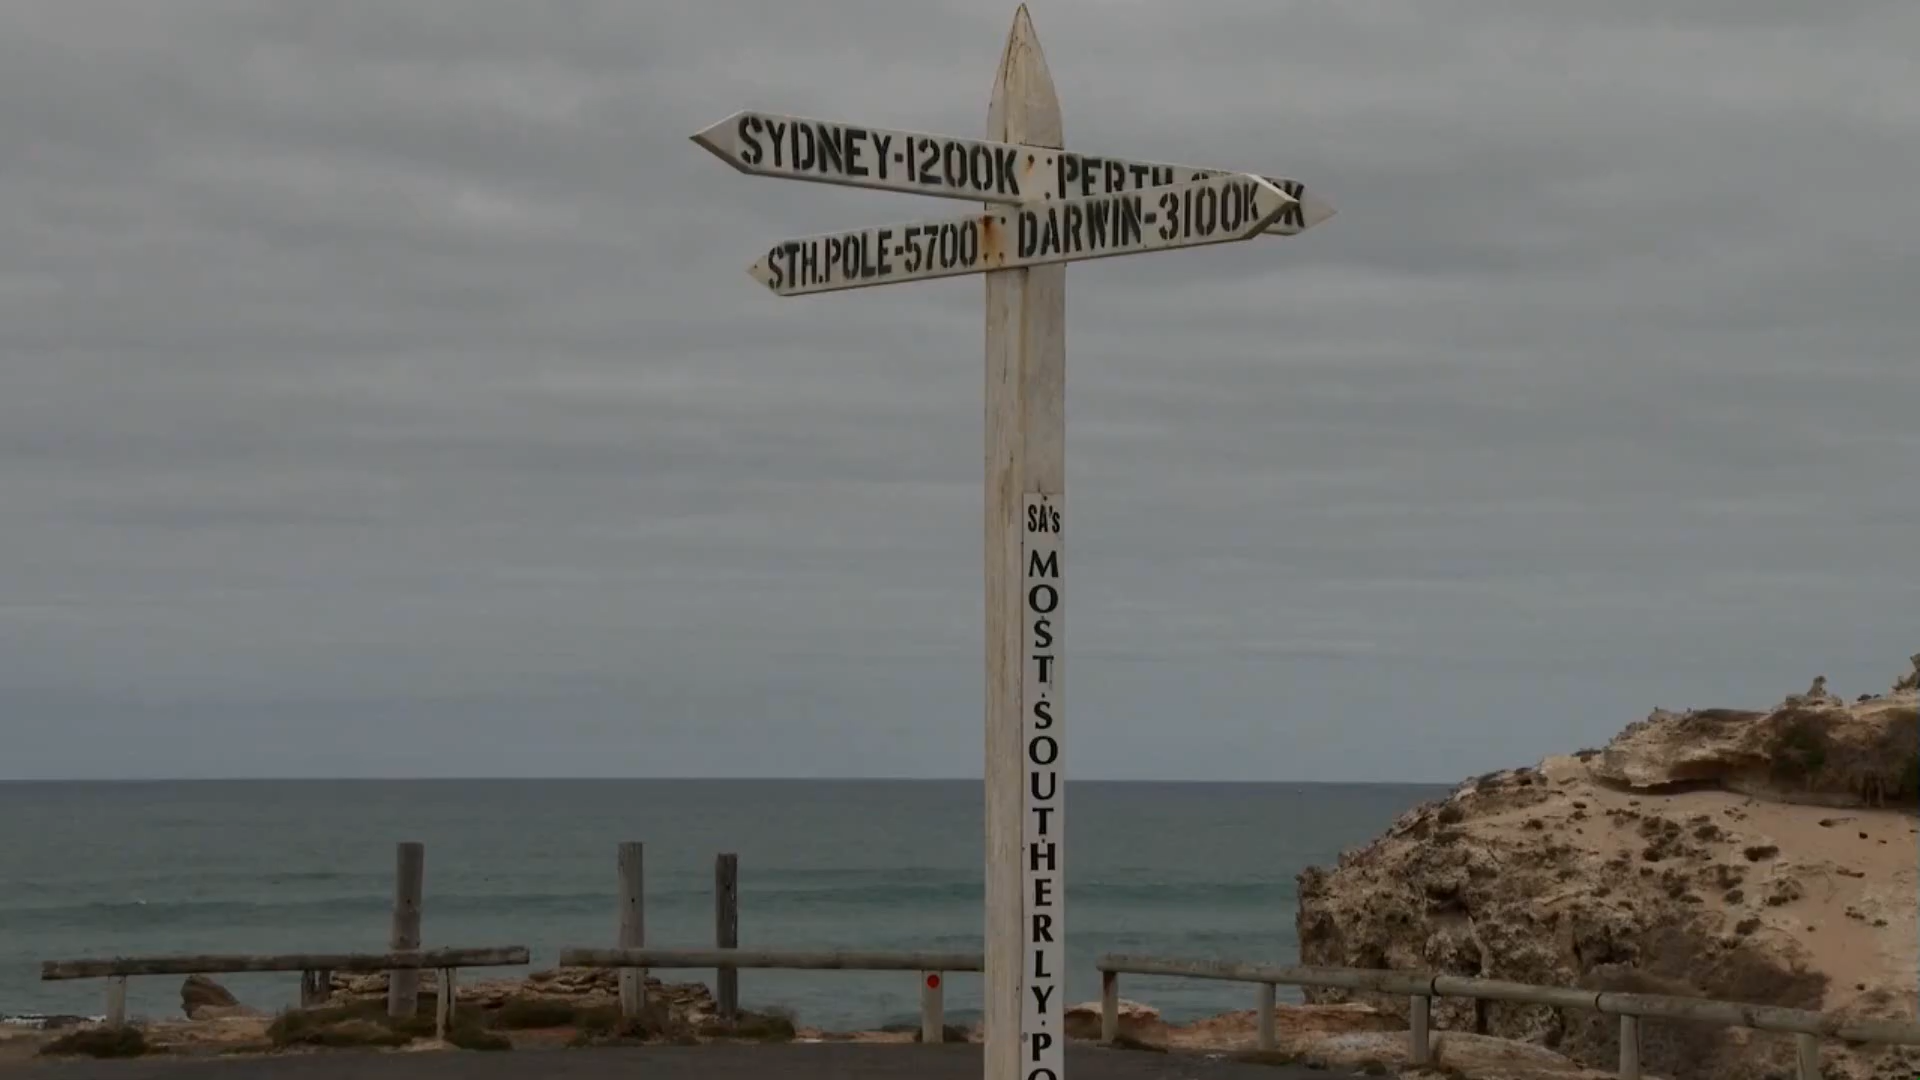 SYDNEY-1200K
PERTH
STH.POLE-5700
DARWIN-3100K
SA's
MOST.SOUTHERLY.PO